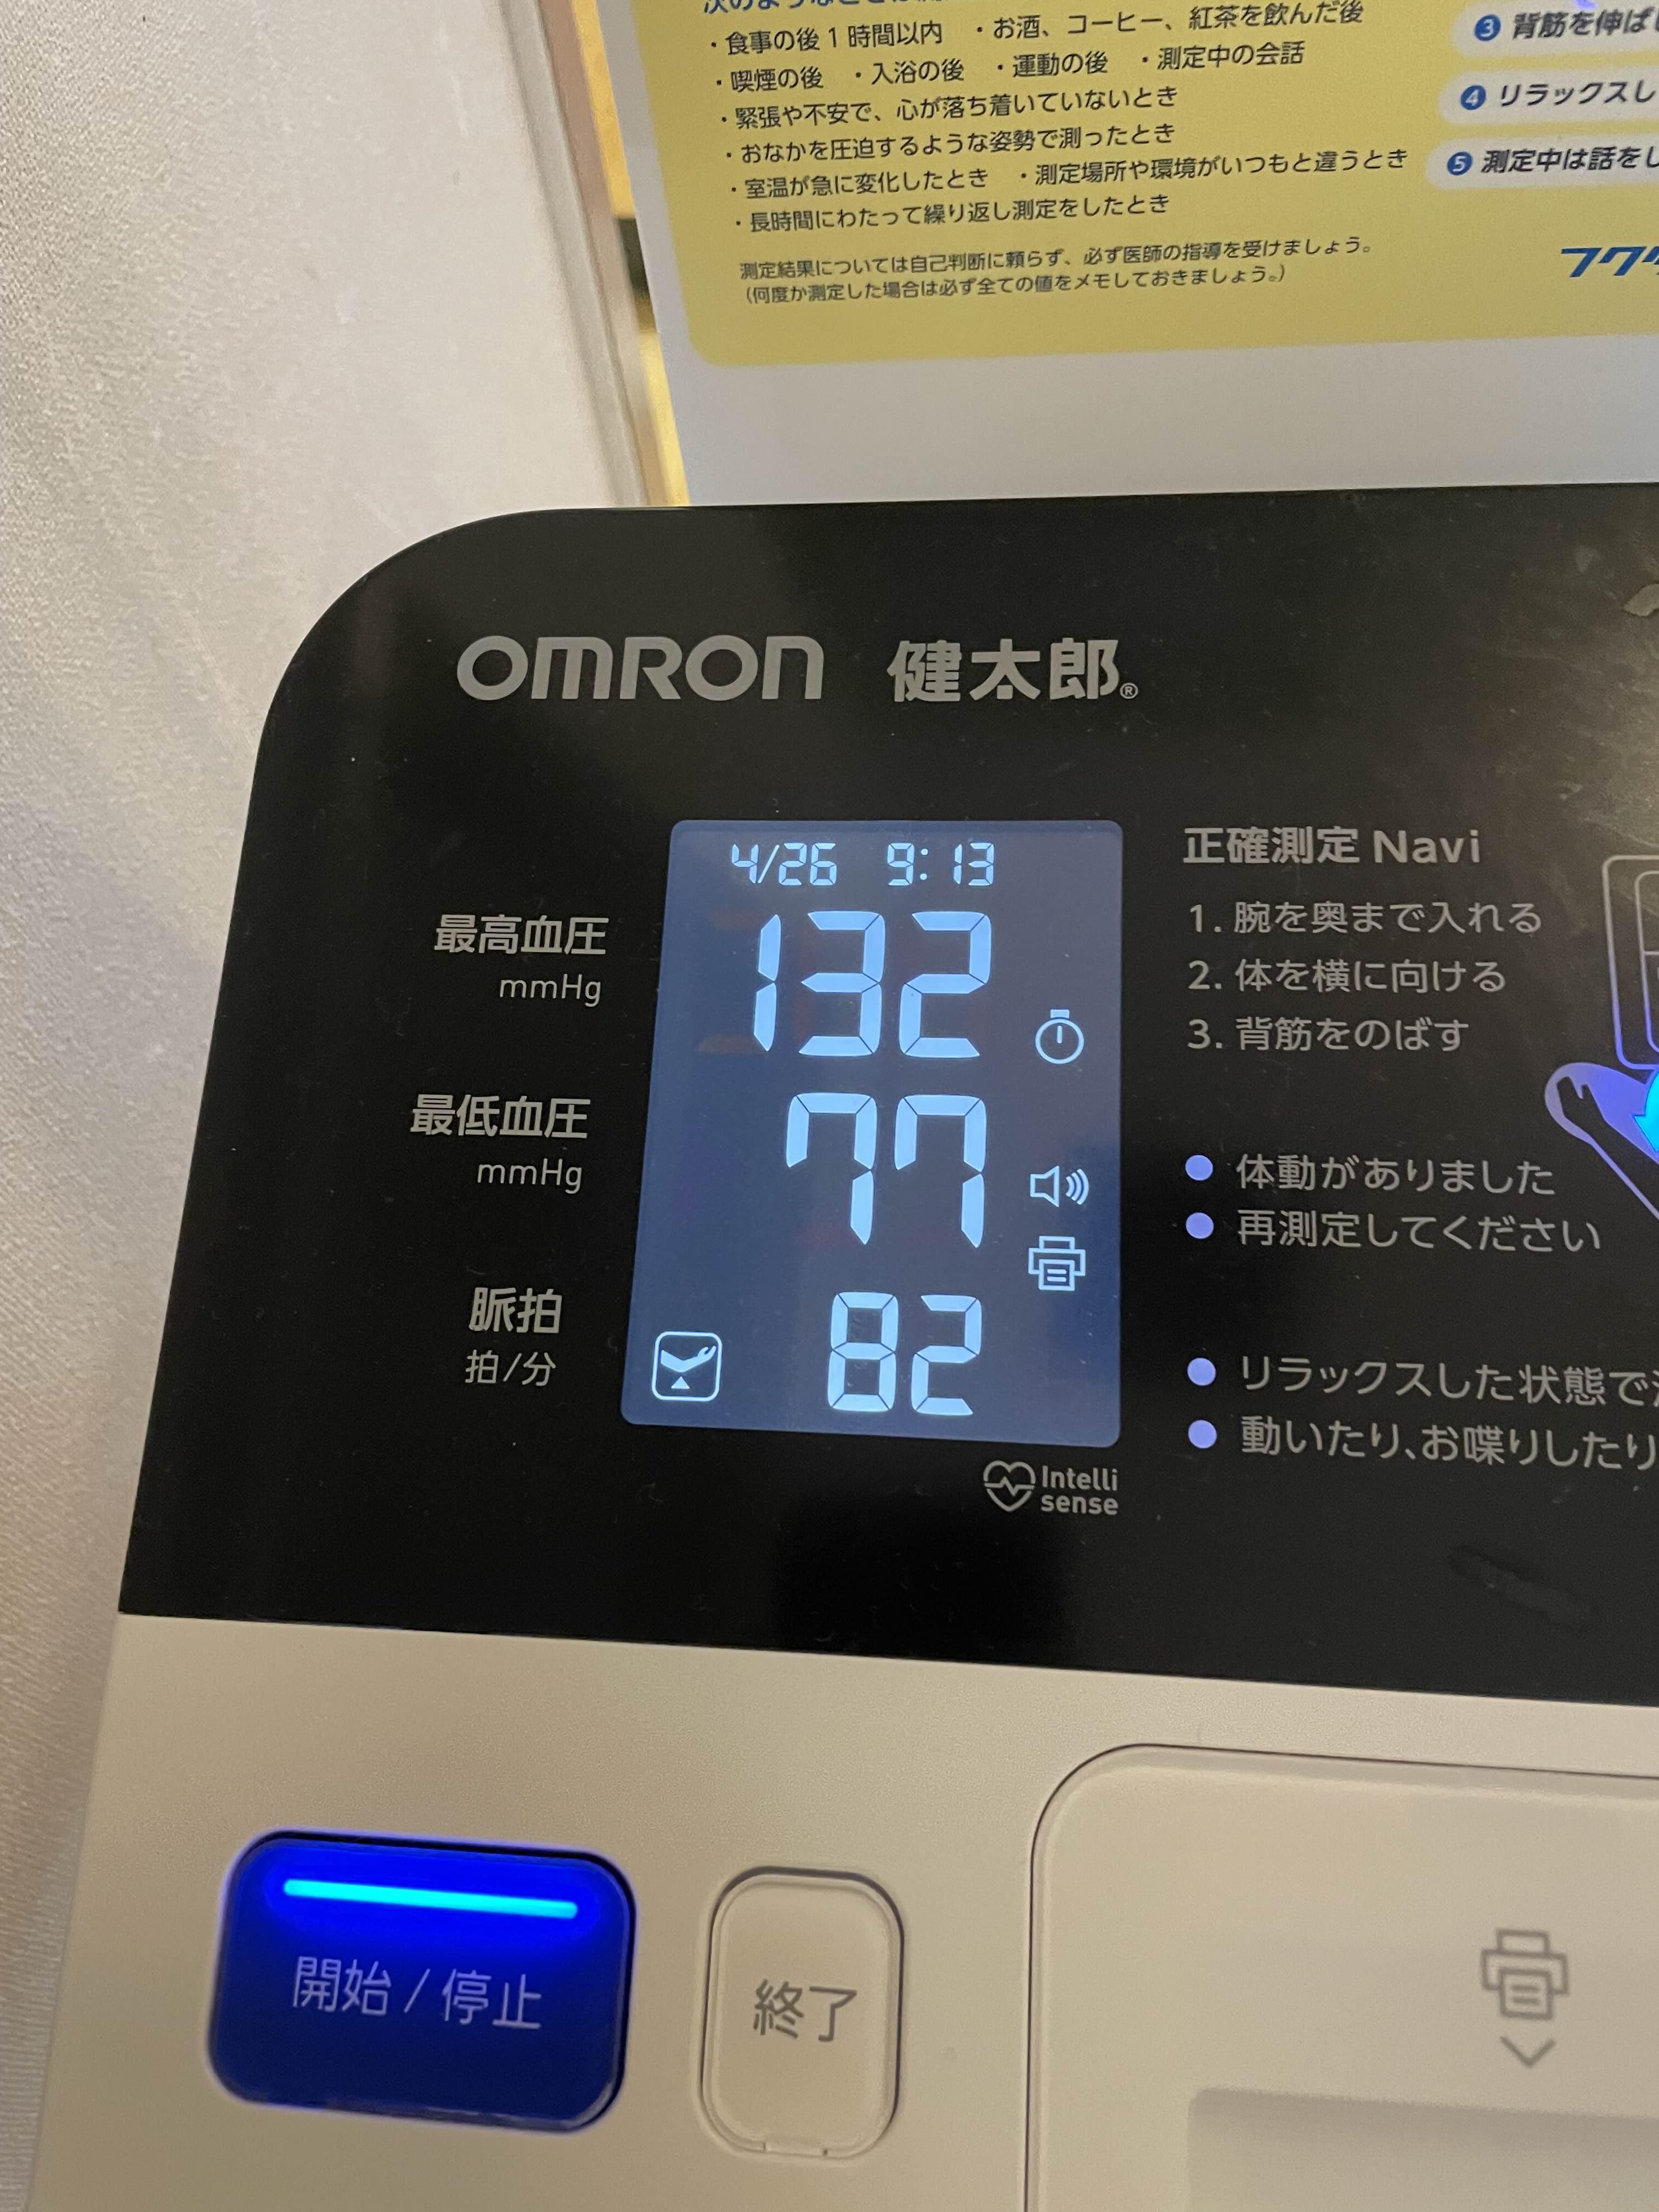 ・食事の後1時間以内 ・お酒、コーヒー、紅茶を飲んだ後
・喫煙の後 ・入浴の後 ・運動の後 ・測定中の会話
・緊張や不安で、心が落ち着いていないとき
・おなかを圧迫するような姿勢で測ったとき
・室温が急に変化したとき ・測定場所や環境がいつもと違うとき
・長時間にわたって繰り返し測定をしたとき
測定結果については自己判断に頼らず、必ず医師の指導を受けましょう。
（何度か測定した場合は必ず全ての値をメモしておきましょう。）
❸ 背筋を伸ば
❹ リラックスし
❺ 測定中は話をし
フク
OMRON 健太郎®
4/26 9:13
最高血圧
mmHg
132
最低血圧
mmHg
77
脈拍
拍/分
82
Intelli
sense
正確測定 Navi
1. 腕を奥まで入れる
2. 体を横に向ける
3. 背筋をのばす
体動がありました
再測定してください
リラックスした状態で
動いたり、お喋りしたり
開始 / 停止
終了